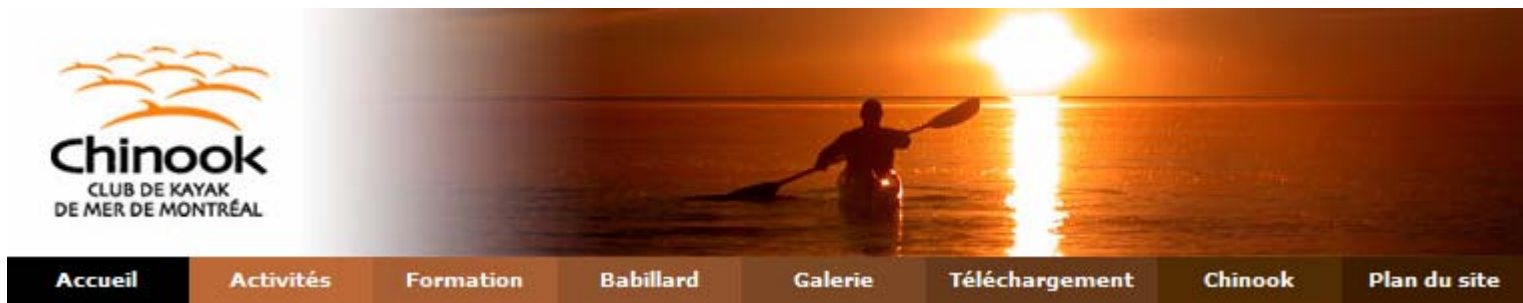 Chinook
CLUB DE KAYAK
DE MER DE MONTRÉAL
Accueil Activités Formation Babillard Galerie Téléchargement Chinook Plan du site